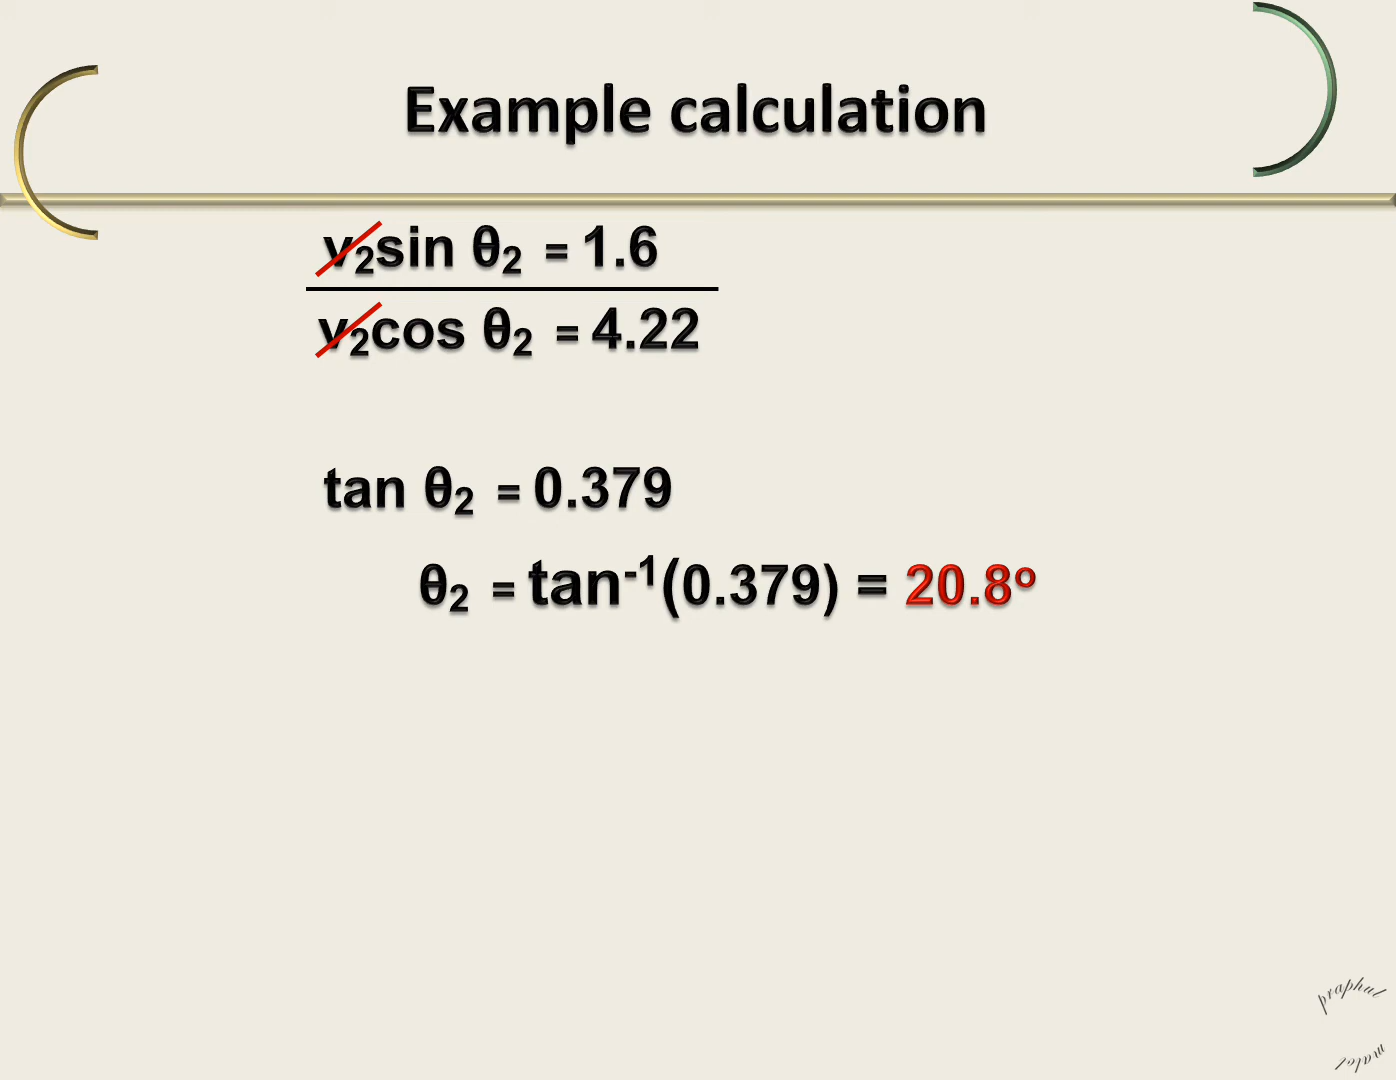 Example calculation
v₂sin θ₂ = 1.6
v₂cos θ₂ = 4.22
tan θ₂ = 0.379
θ₂ = tan⁻¹(0.379) = 20.8º
praphul